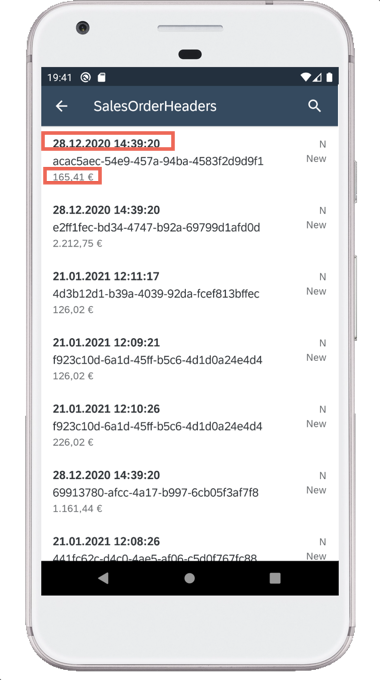 19:41
SalesOrderHeaders
28.12.2020 14:39:20 N
acac5aec-54e9-457a-94ba-4583f2d9d9f1 New
165,41 €
28.12.2020 14:39:20 N
e2ff1fec-bd34-4747-b92a-69799d1afd0d New
2.212,75 €
21.01.2021 12:11:17 N
4d3b12d1-b39a-4039-92da-fcef813bffec New
126,02 €
21.01.2021 12:09:21 N
f923c10d-6a1d-45ff-b5c6-4d1d0a24e4d4 New
126,02 €
21.01.2021 12:10:26 N
f923c10d-6a1d-45ff-b5c6-4d1d0a24e4d4 New
226,02 €
28.12.2020 14:39:20 N
69913780-afcc-4a17-b997-6cb05f3af7f8 New
1.161,44 €
21.01.2021 12:08:26 N
441fc62c-d4c0-4ae5-af06-c5d0f767fc88 New